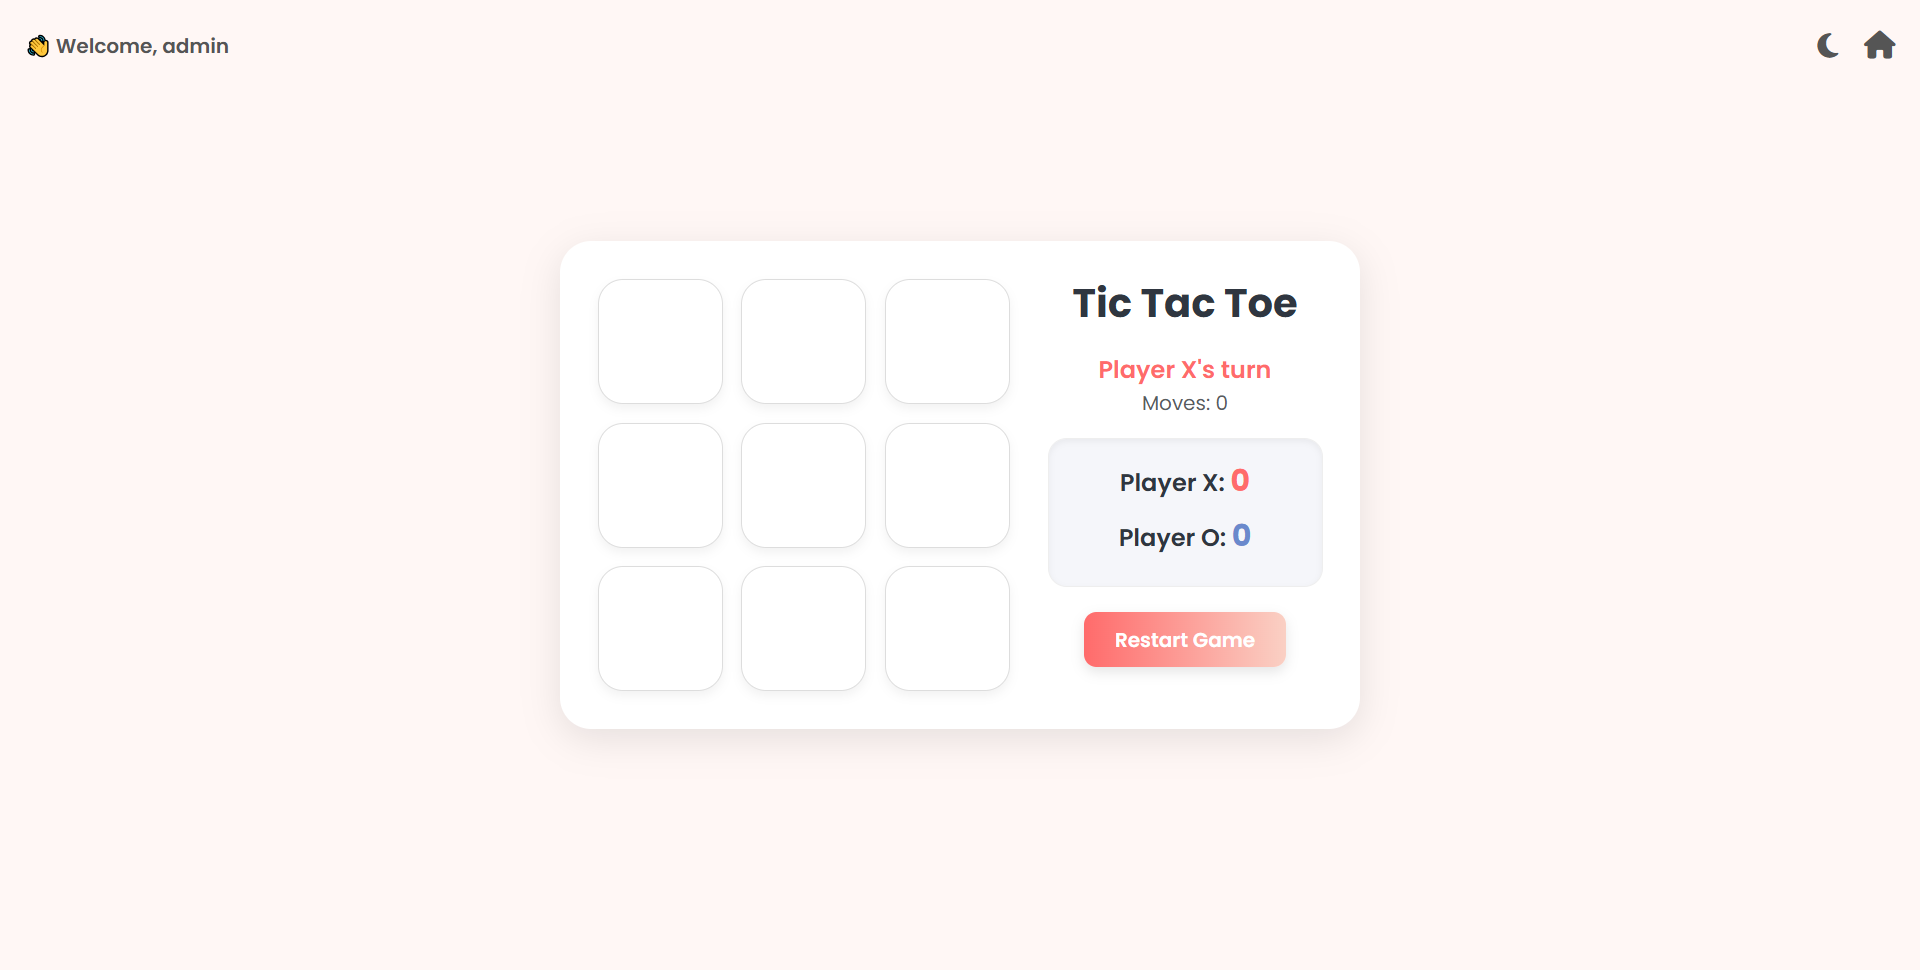 👋 Welcome, admin
Tic Tac Toe
Player X's turn
Moves: 0
Player X: 0
Player O: 0
Restart Game